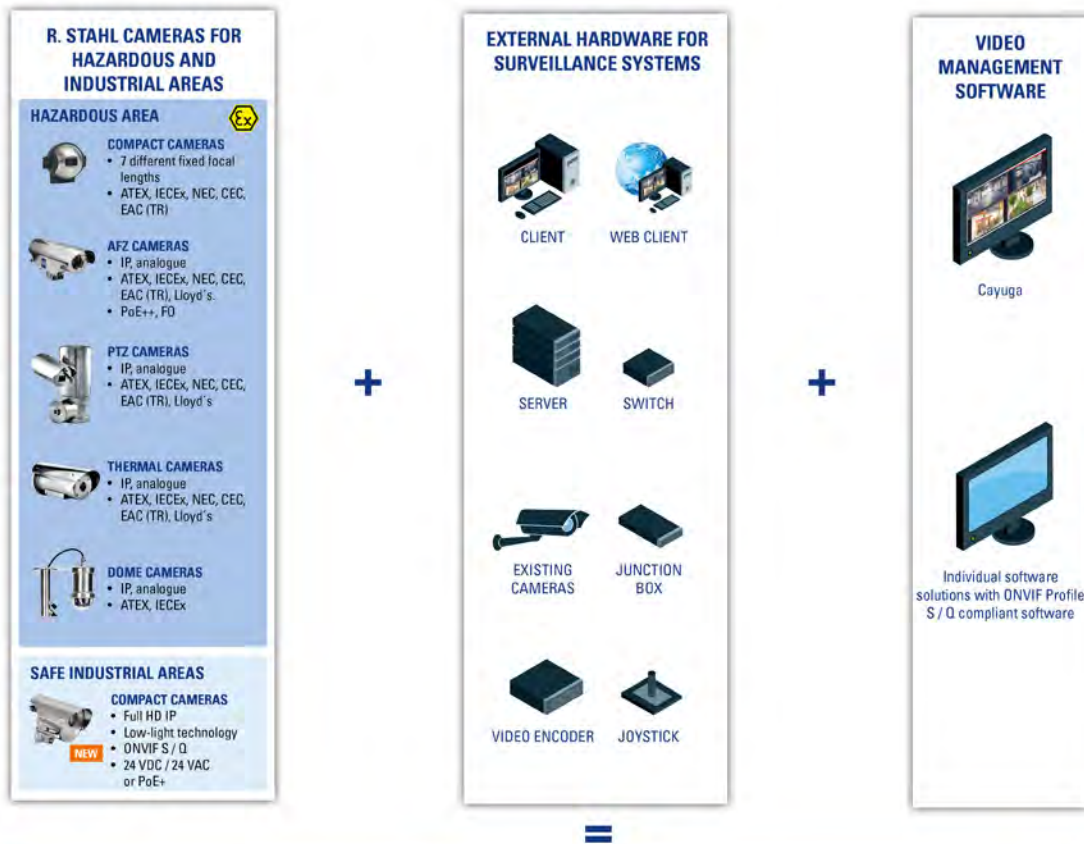 R. STAHL CAMERAS FOR
HAZARDOUS AND
INDUSTRIAL AREAS
HAZARDOUS AREA
Ex
COMPACT CAMERAS
• 7 different fixed focal
lengths
• ATEX, IECEx, NEC, CEC,
EAC (TR)
AFZ CAMERAS
• IP, analogue
• ATEX, IECEx, NEC, CEC,
EAC (TR), Lloyd´s.
• PoE++, FO
PTZ CAMERAS
• IP, analogue
• ATEX, IECEx, NEC, CEC,
EAC (TR), Lloyd´s
THERMAL CAMERAS
• IP, analogue
• ATEX, IECEx, NEC, CEC,
EAC (TR), Lloyd´s
DOME CAMERAS
• IP, analogue
• ATEX, IECEx
SAFE INDUSTRIAL AREAS
COMPACT CAMERAS
• Full HD IP
• Low-light technology
• ONVIF S / Q
• 24 VDC / 24 VAC
or PoE+
NEW
+
EXTERNAL HARDWARE FOR
SURVEILLANCE SYSTEMS
CLIENT
WEB CLIENT
SERVER
SWITCH
EXISTING
CAMERAS
JUNCTION
BOX
VIDEO ENCODER
JOYSTICK
+
VIDEO
MANAGEMENT
SOFTWARE
Cayuga
Individual software
solutions with ONVIF Profile
S / Q compliant software
=